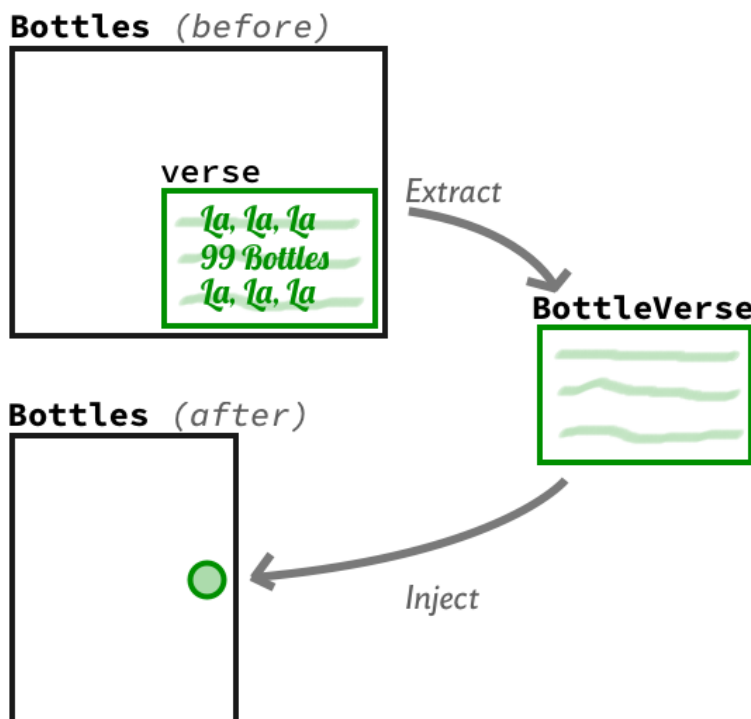 Bottles (before)
verse
La, La, La
99 Bottles
La, La, La
Extract
BottleVerse
Bottles (after)
Inject